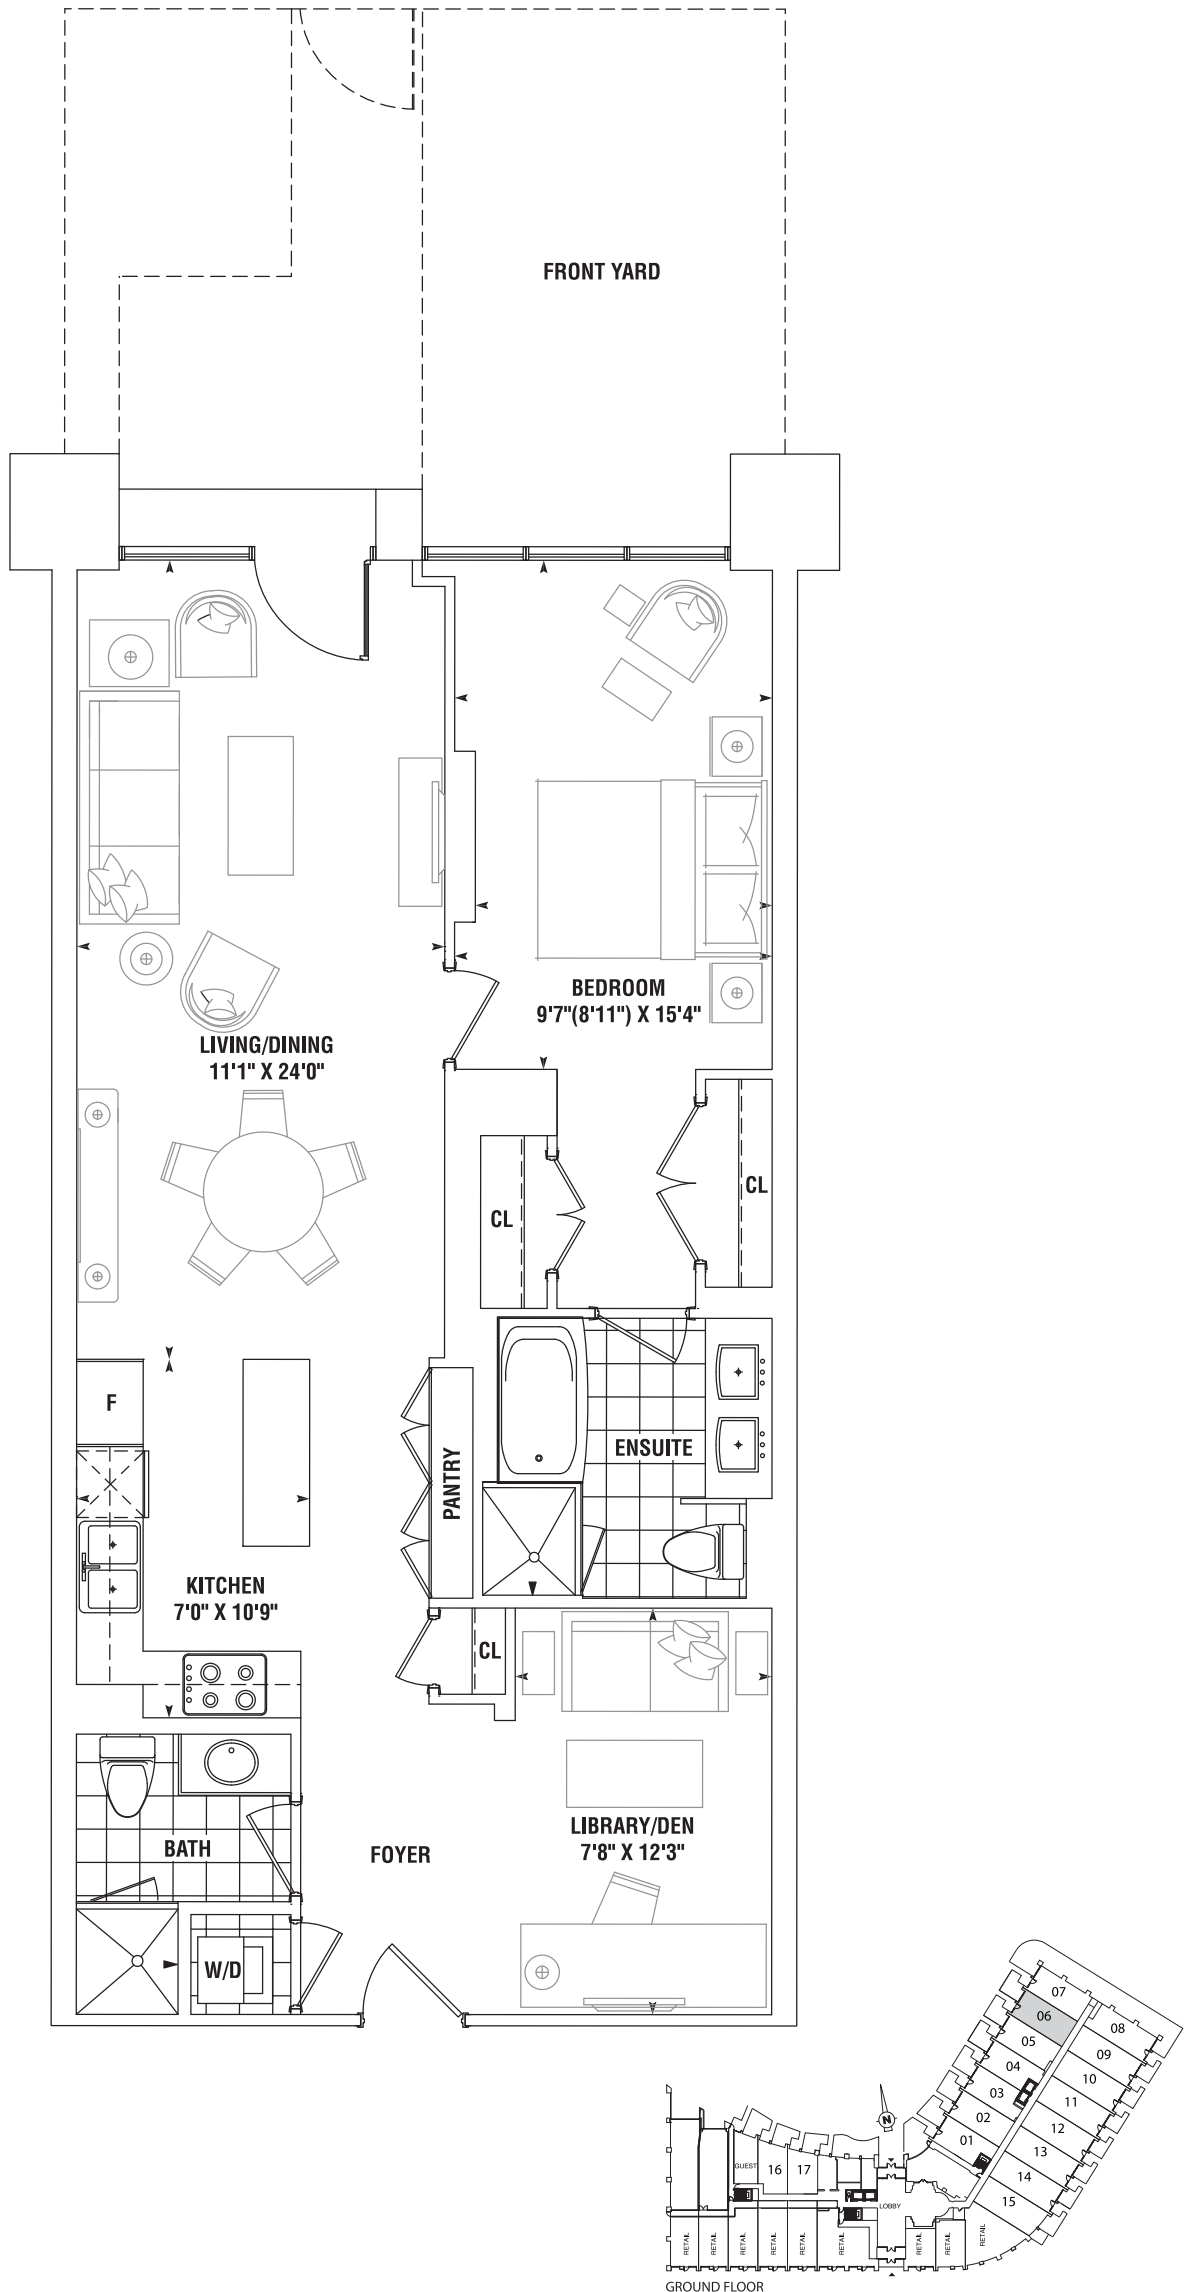 FRONT YARD
BEDROOM
9'7"(8'11") X 15'4"
LIVING/DINING
11'1" X 24'0"
CL
CL
F
ENSUITE
PANTRY
KITCHEN
7'0" X 10'9"
CL
LIBRARY/DEN
7'8" X 12'3"
BATH
FOYER
W/D
07
06
08
05
09
04
10
03
11
02
12
01
13
N
GUEST
16
17
14
15
LOBBY
RETAIL
RETAIL
RETAIL
RETAIL
RETAIL
RETAIL
RETAIL
RETAIL
RETAIL
GROUND FLOOR